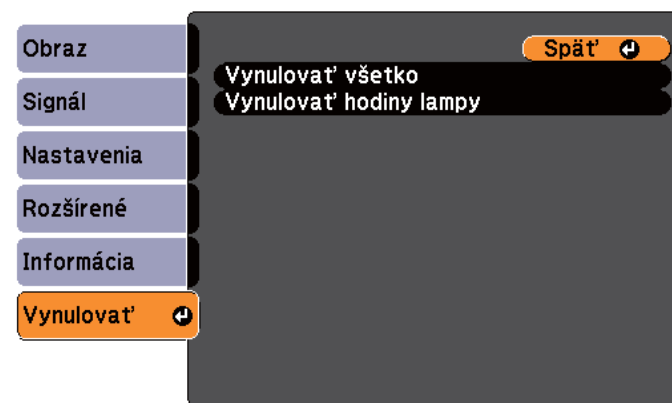 Obraz
Signál
Nastavenia
Rozšírené
Informácia
Vynulovať
Späť
Vynulovať všetko
Vynulovať hodiny lampy